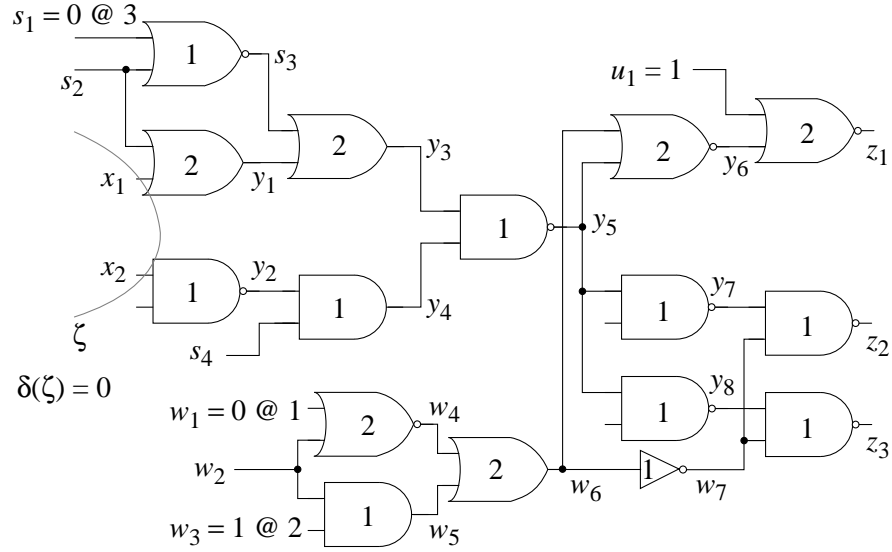 s₁ = 0 @ 3
s₂
1
s₃
u₁ = 1
2
z₁
x₁
2
y₁
2
y₃
2
y₆
1
y₅
x₂
1
y₂
1
y₄
s₄
ζ
δ(ζ) = 0
1
y₇
1
z₂
1
y₈
1
z₃
w₁ = 0 @ 1
2
w₄
w₂
2
w₆
1
w₇
w₃ = 1 @ 2
1
w₅